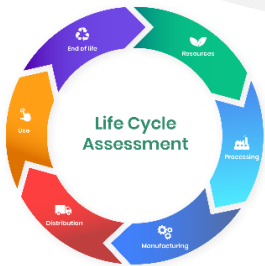 Life Cycle
Assessment
Resources
Processing
Manufacturing
Distribution
Use
End of life